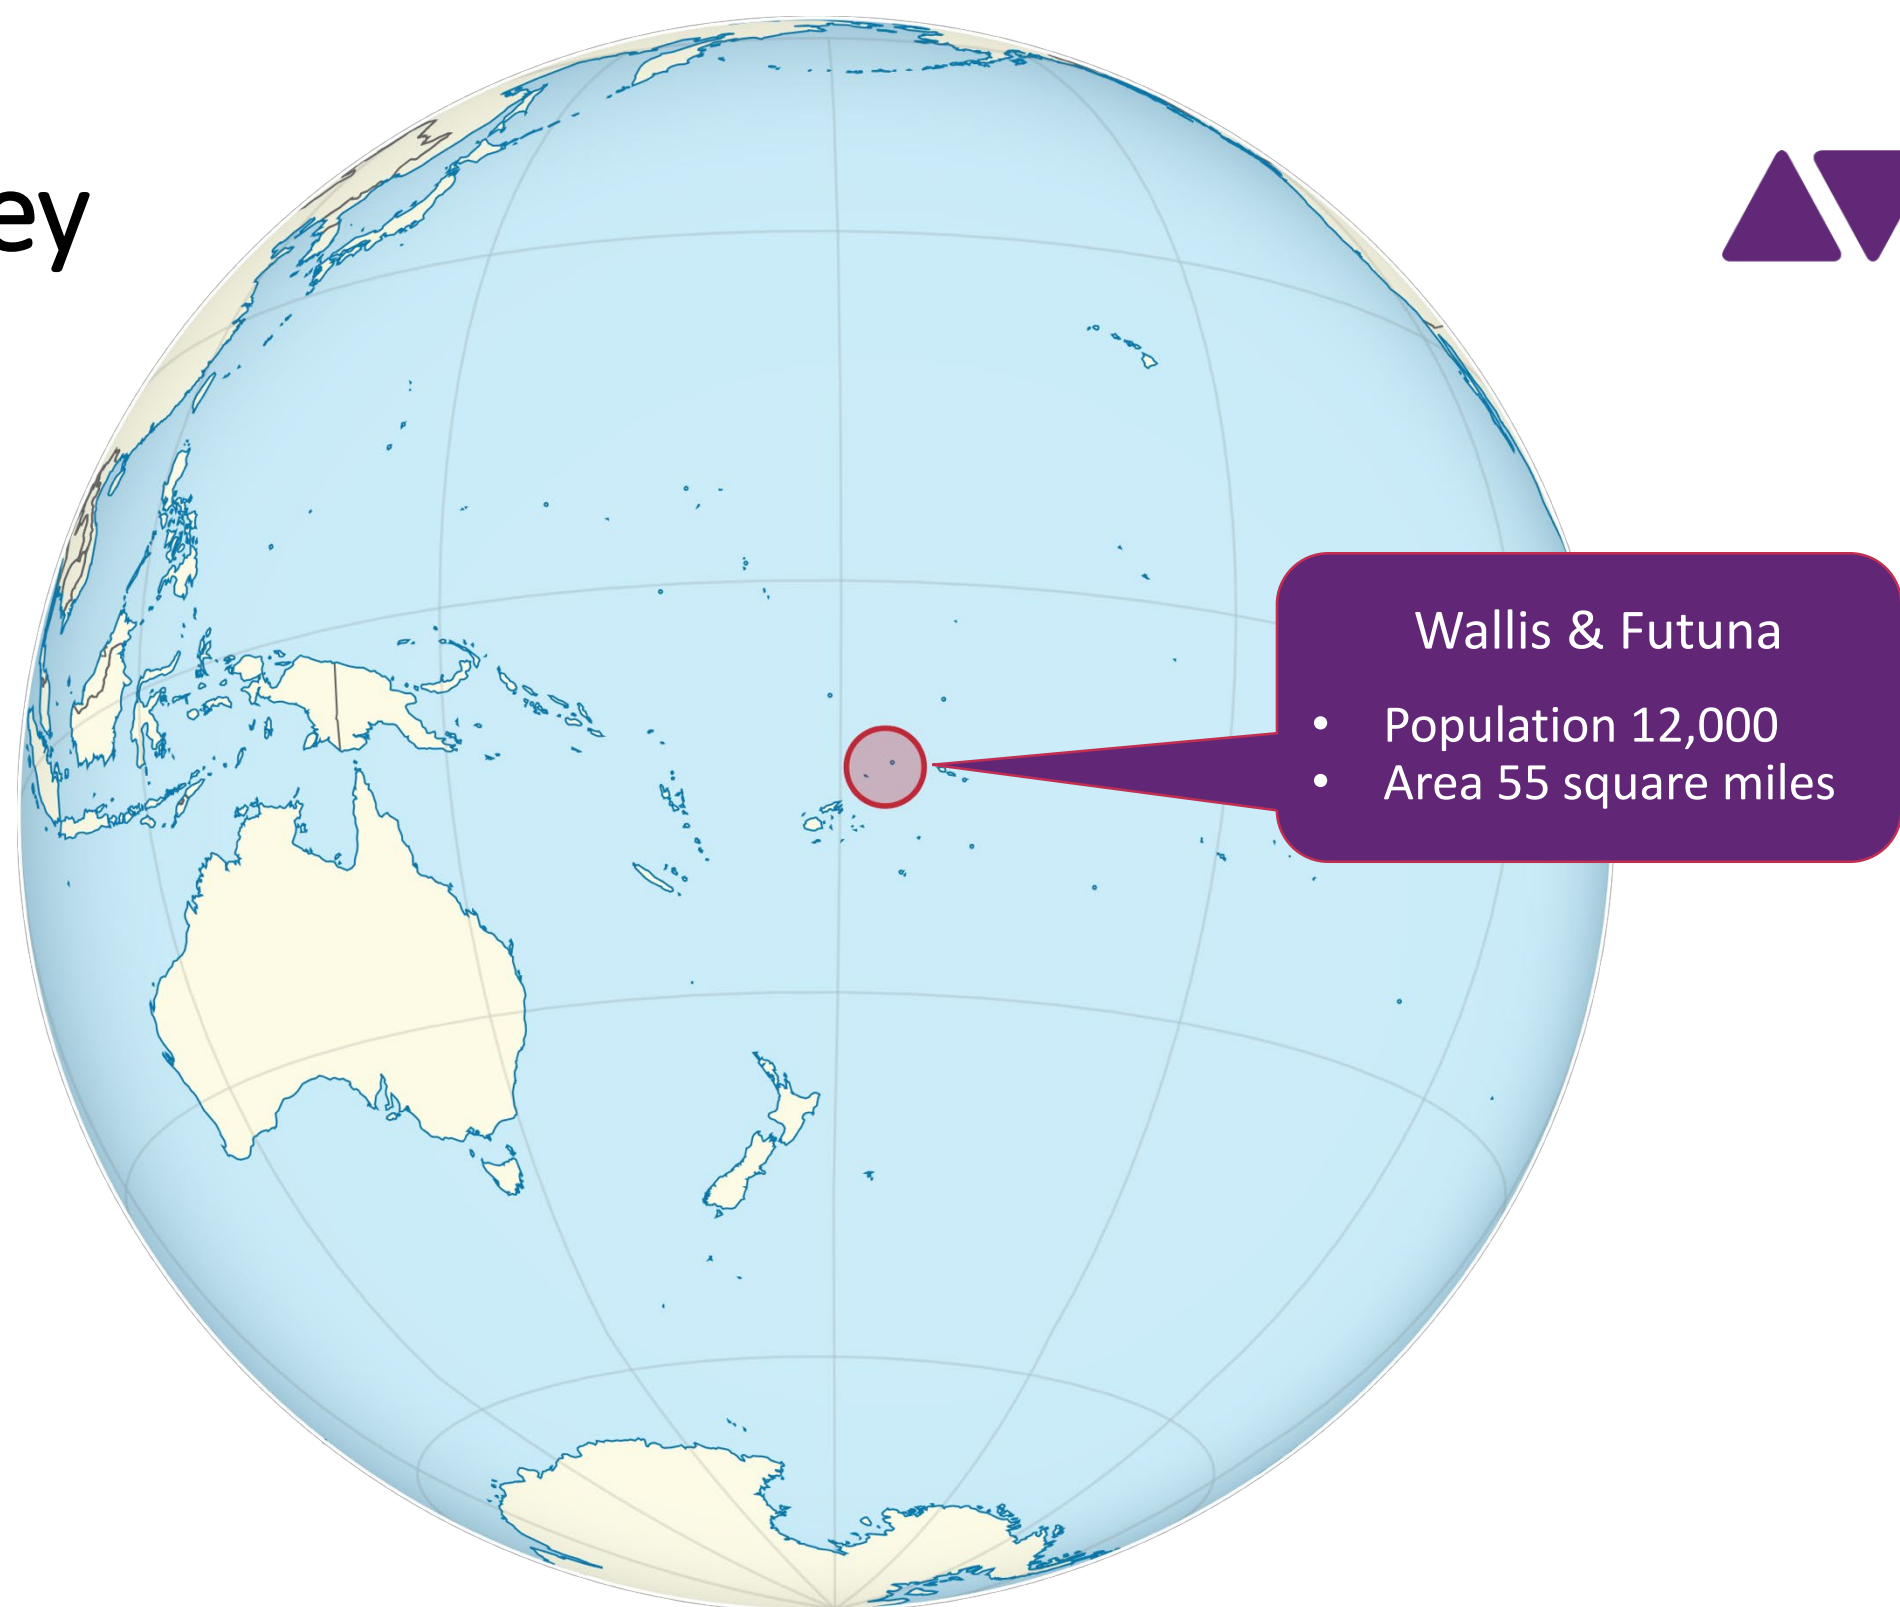 ey
Wallis & Futuna
• Population 12,000
• Area 55 square miles